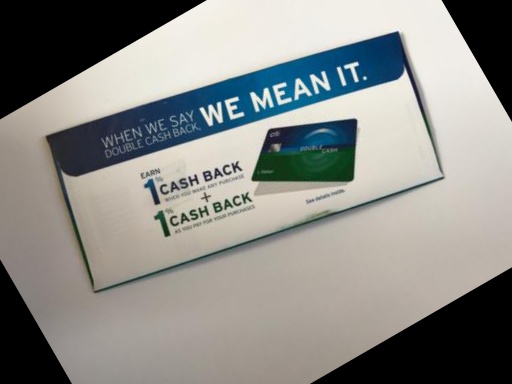 WHEN WE SAY
DOUBLE CASH BACK, WE MEAN IT.
EARN
1% CASH BACK
WHEN YOU MAKE ANY PURCHASE
+
1% CASH BACK
AS YOU PAY FOR YOUR PURCHASES
citi
DOUBLE
CASH
See details inside.